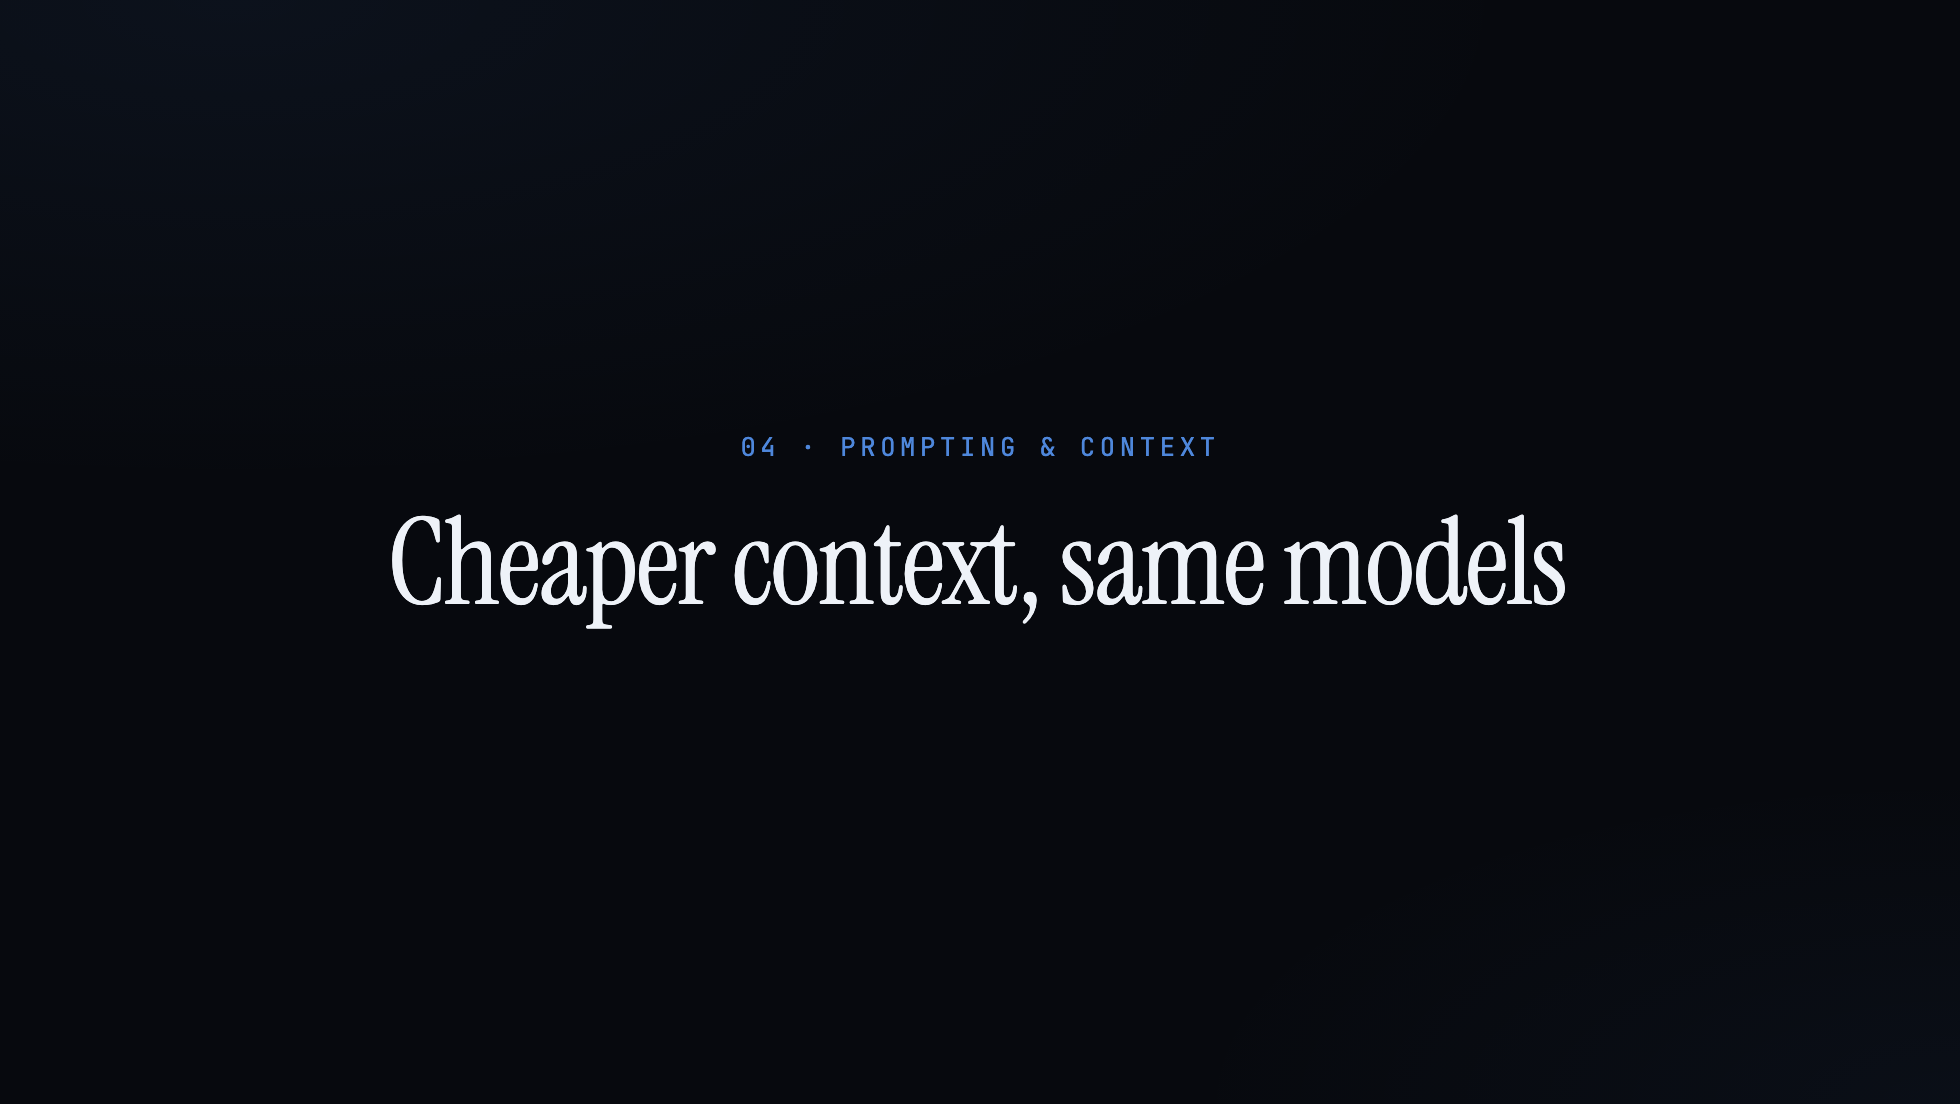 04 · PROMPTING & CONTEXT
Cheaper context, same models